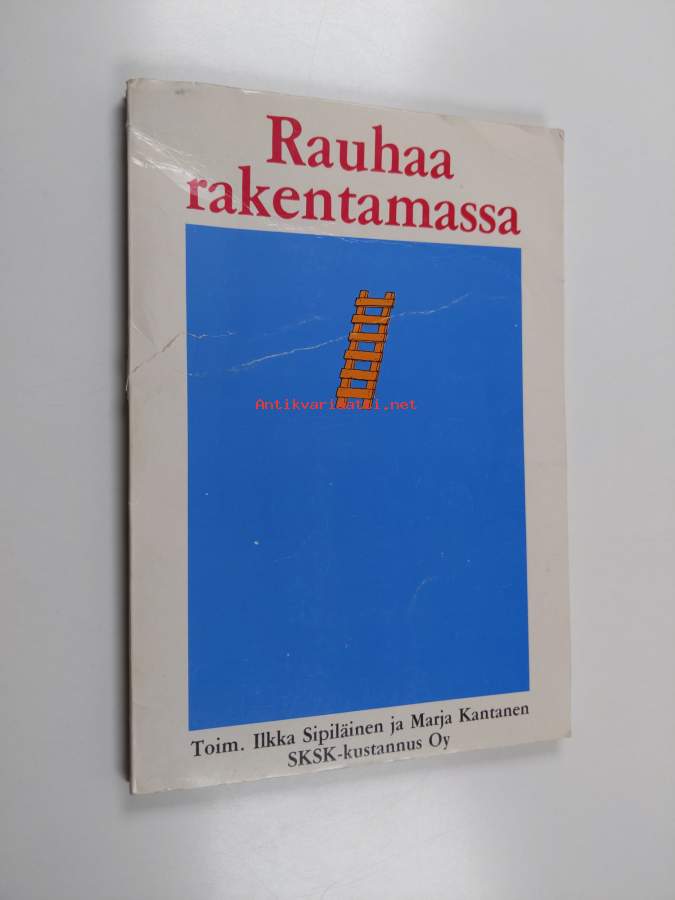 Rauhaa
rakentamassa
Antikvariaatti.net
Toim. Ilkka Sipiläinen ja Marja Kantanen
SKSK-kustannus Oy